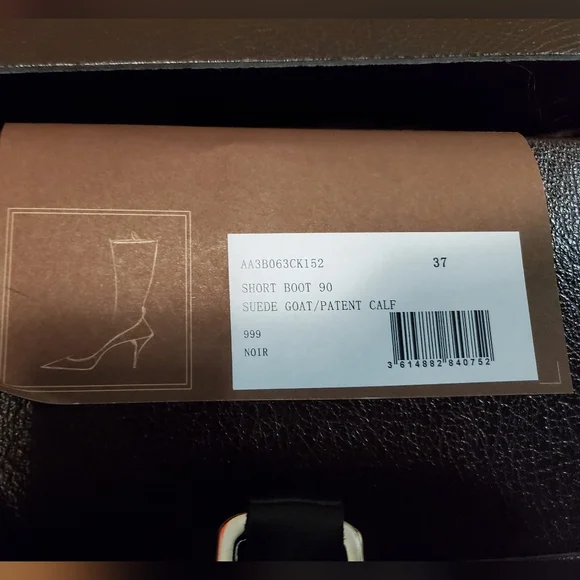 AA3B063CK152 37
SHORT BOOT 90
SUEDE GOAT/PATENT CALF
999
NOIR
3 614882 840752